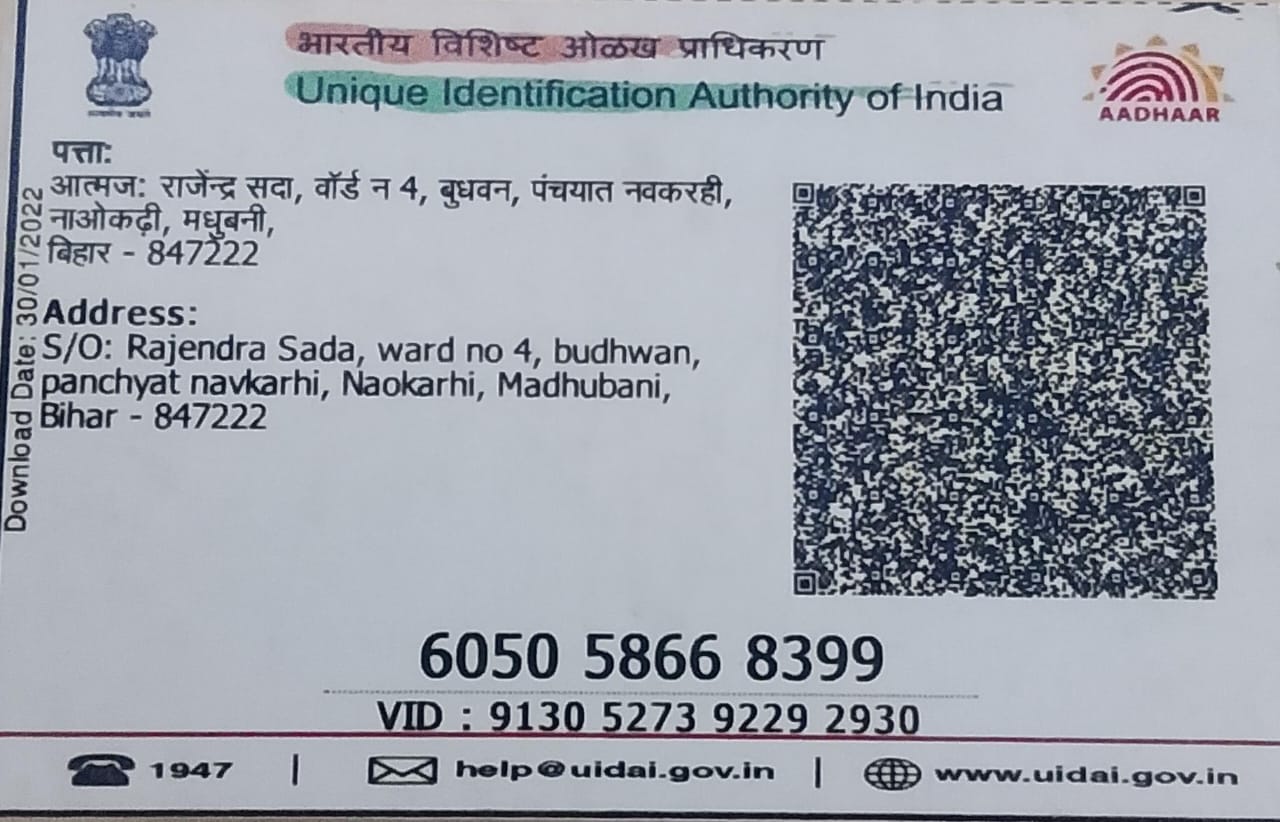 भारतीय विशिष्ट ओळख प्राधिकरण
Unique Identification Authority of India
AADHAAR
पत्ता:
आत्मज: राजेंन्द्र सदा, वॉर्ड न 4, बुधवन, पंचयात नवकरही,
नाओकढ़ी, मधुबनी,
बिहार - 847222
Address:
S/O: Rajendra Sada, ward no 4, budhwan,
panchyat navkarhi, Naokarhi, Madhubani,
Bihar - 847222
Download Date: 30/01/2022
6050 5866 8399
VID : 9130 5273 9229 2930
1947 | help@uidai.gov.in | www.uidai.gov.in